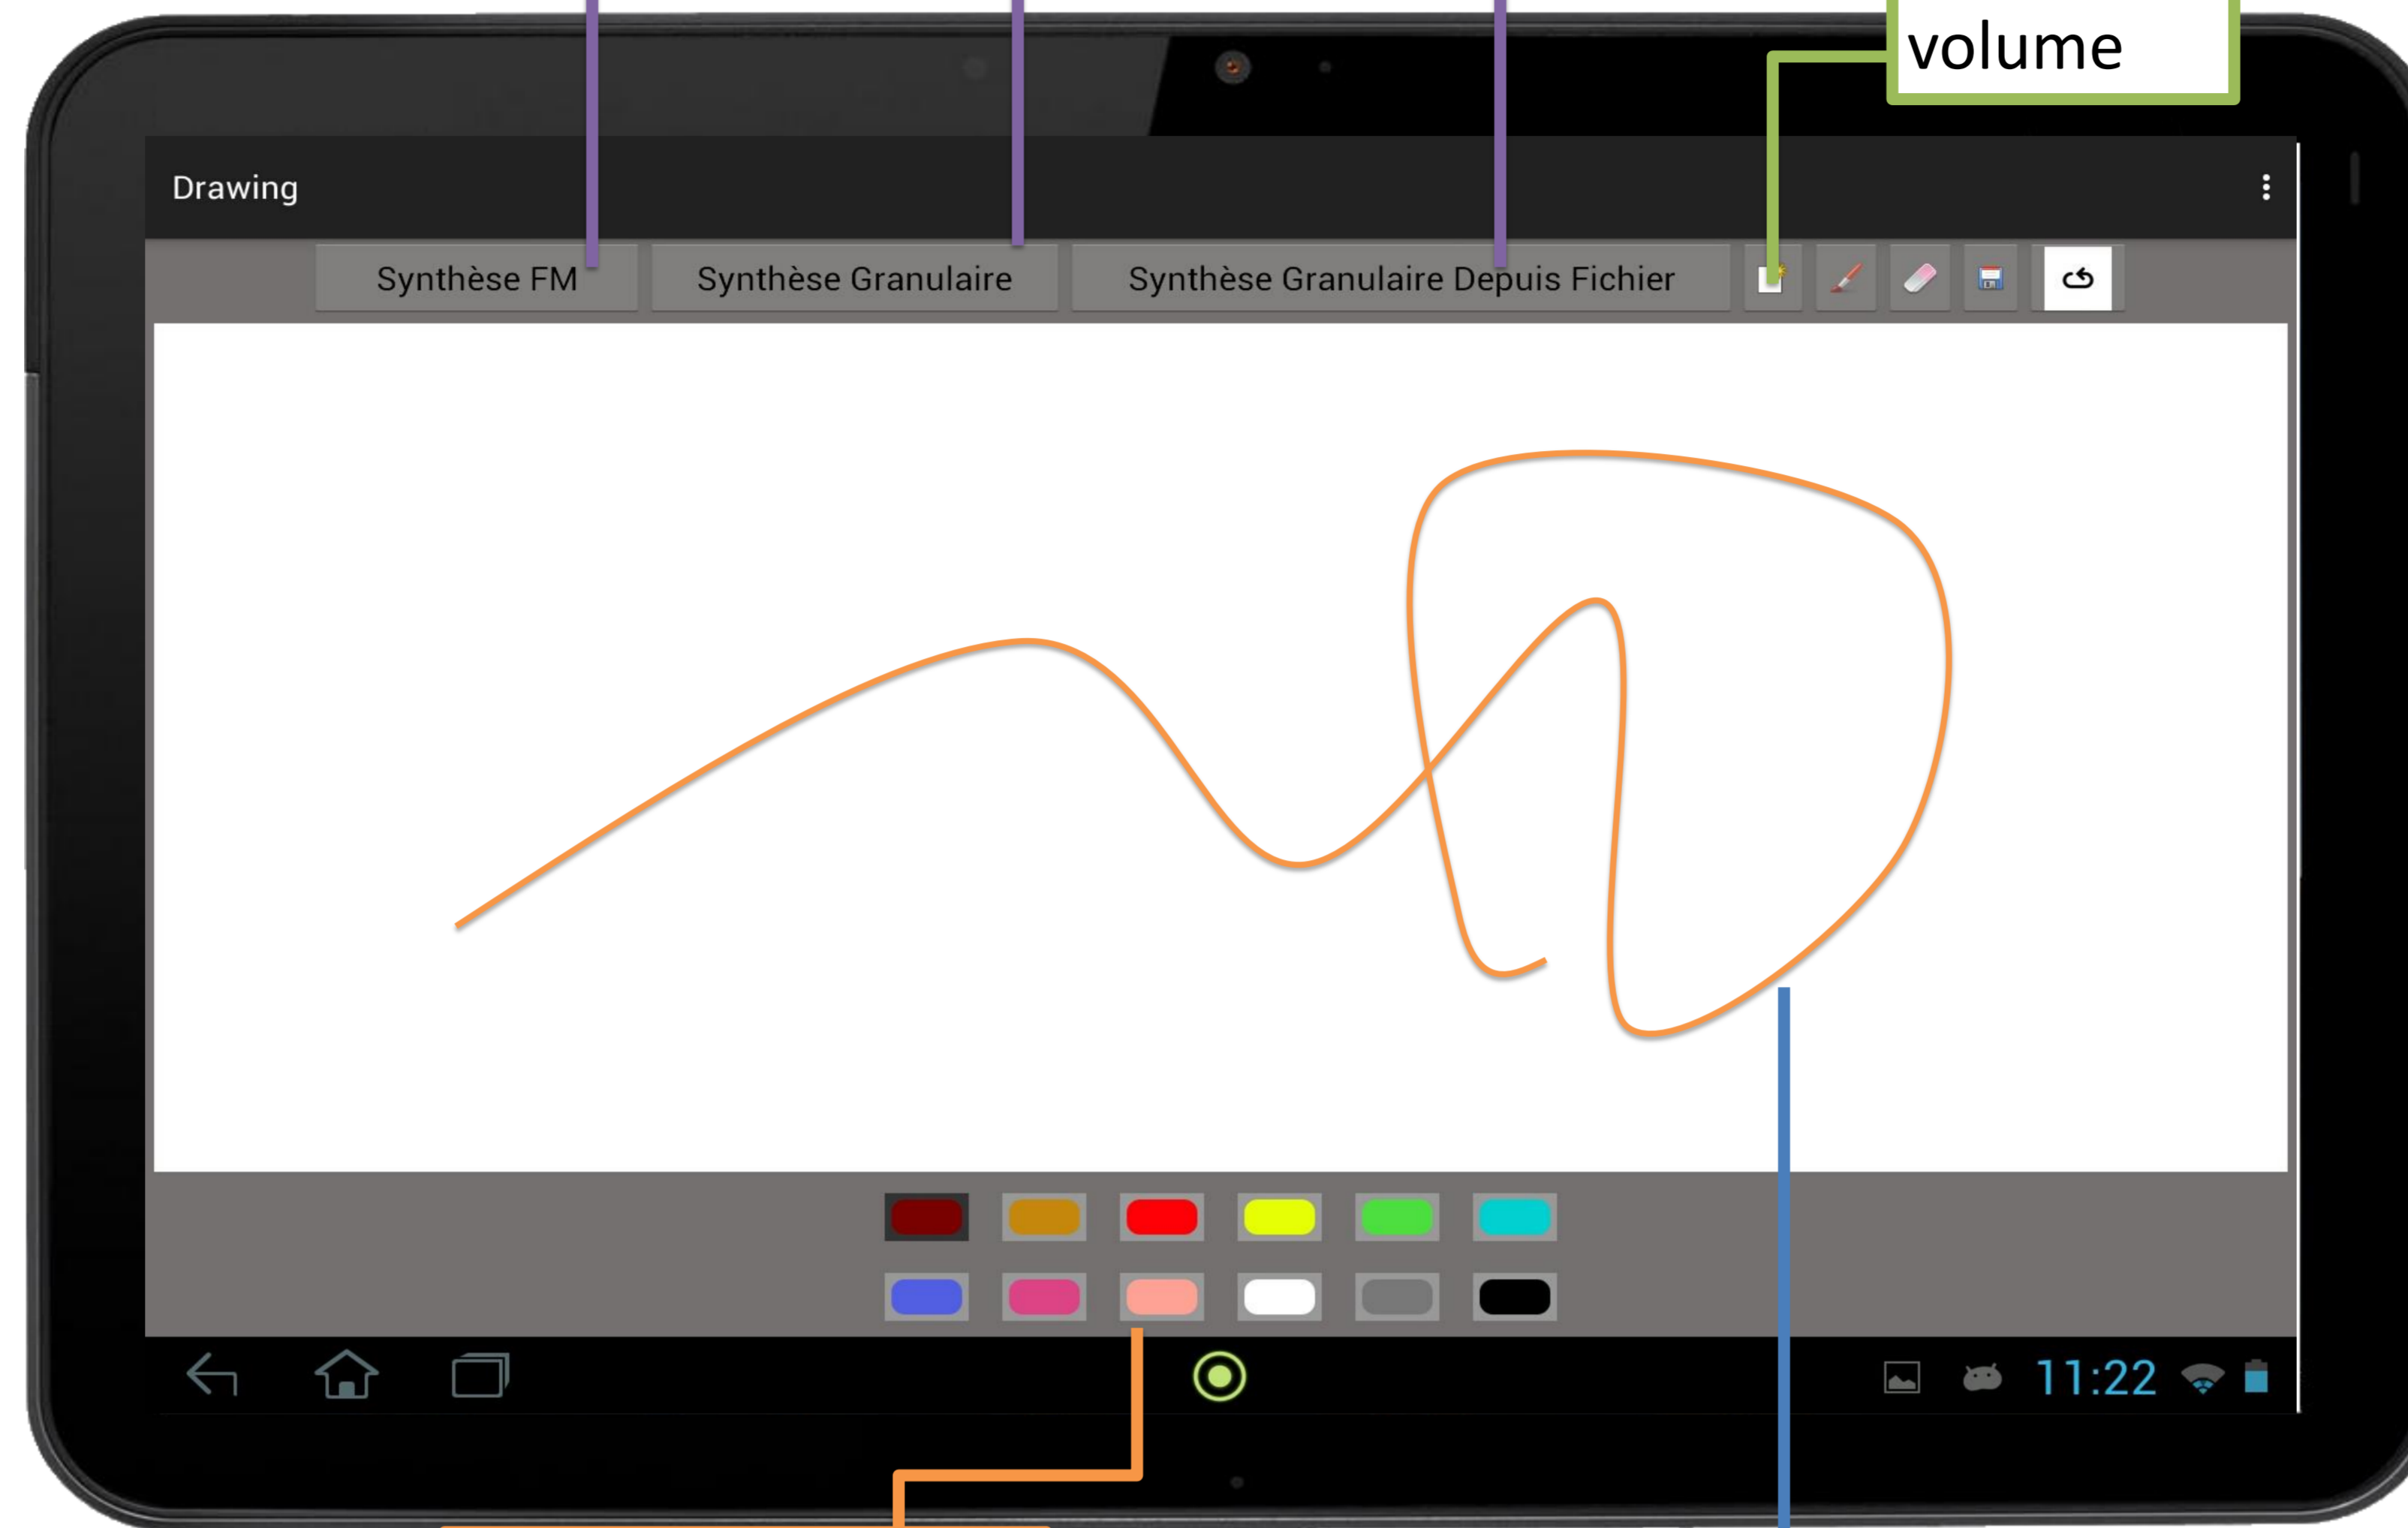 volume
Drawing
Synthèse FM Synthèse Granulaire Synthèse Granulaire Depuis Fichier
11:22